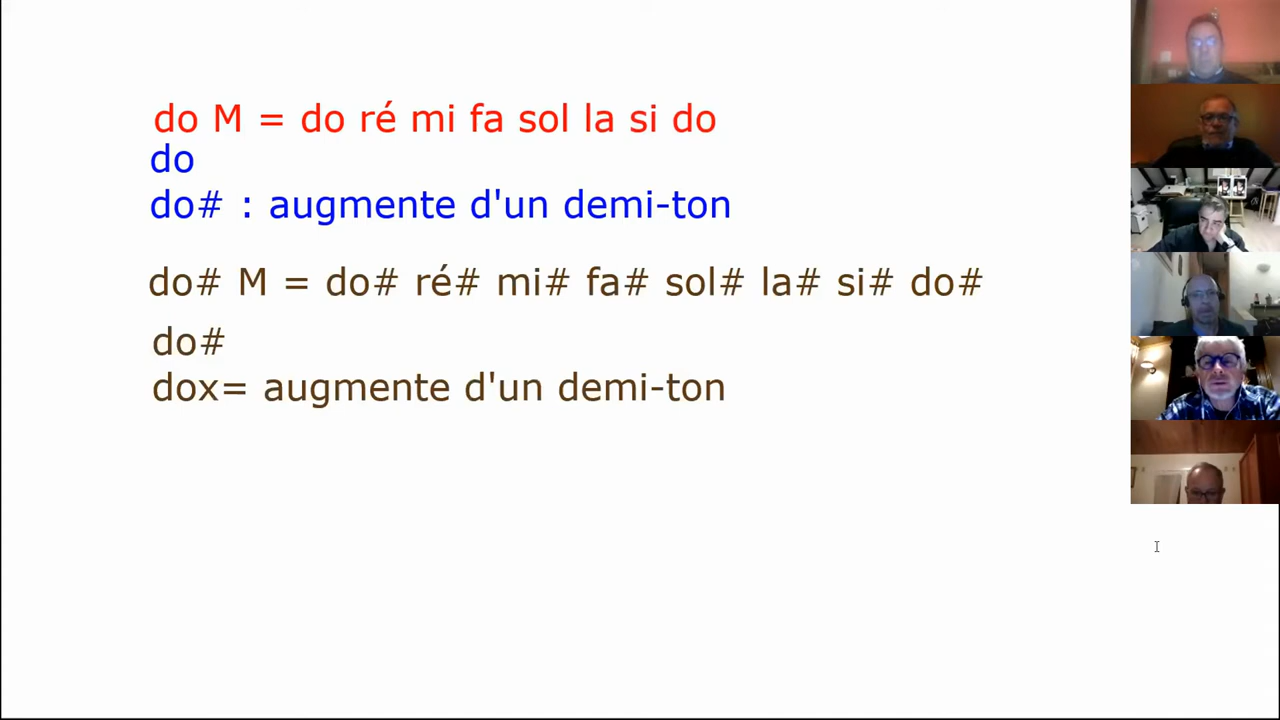 do M = do ré mi fa sol la si do
do
do# : augmente d'un demi-ton
do# M = do# ré# mi# fa# sol# la# si# do#
do#
dox= augmente d'un demi-ton